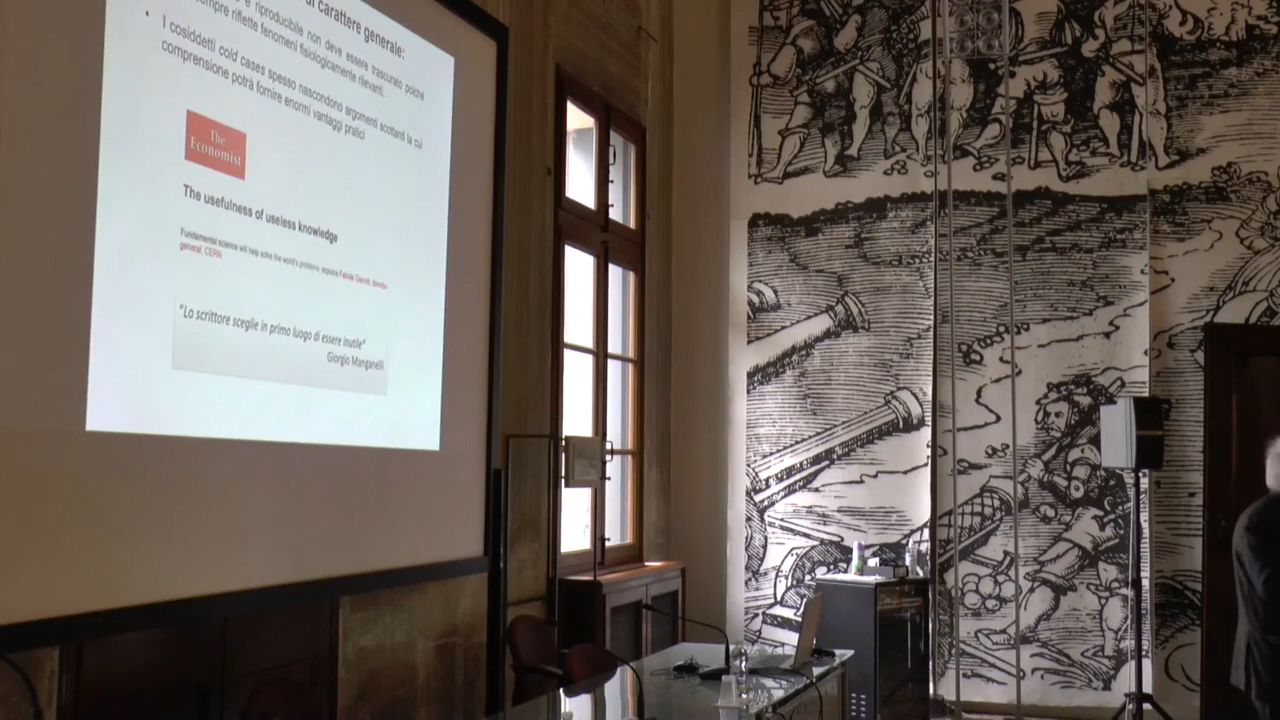 di carattere generale:
e riproducibile non deve essere trascurato poiché
sempre riflette fenomeni fisiologicamente rilevanti.
• I cosiddetti cold cases spesso nascondono argomenti scottanti la cui
comprensione potrà fornire enormi vantaggi pratici
The
Economist
The usefulness of useless knowledge
Fundamental science will help solve the world's problems, explains Fabiola Gianotti, director-
general, CERN
"Lo scrittore sceglie in primo luogo di essere inutile"
Giorgio Manganelli